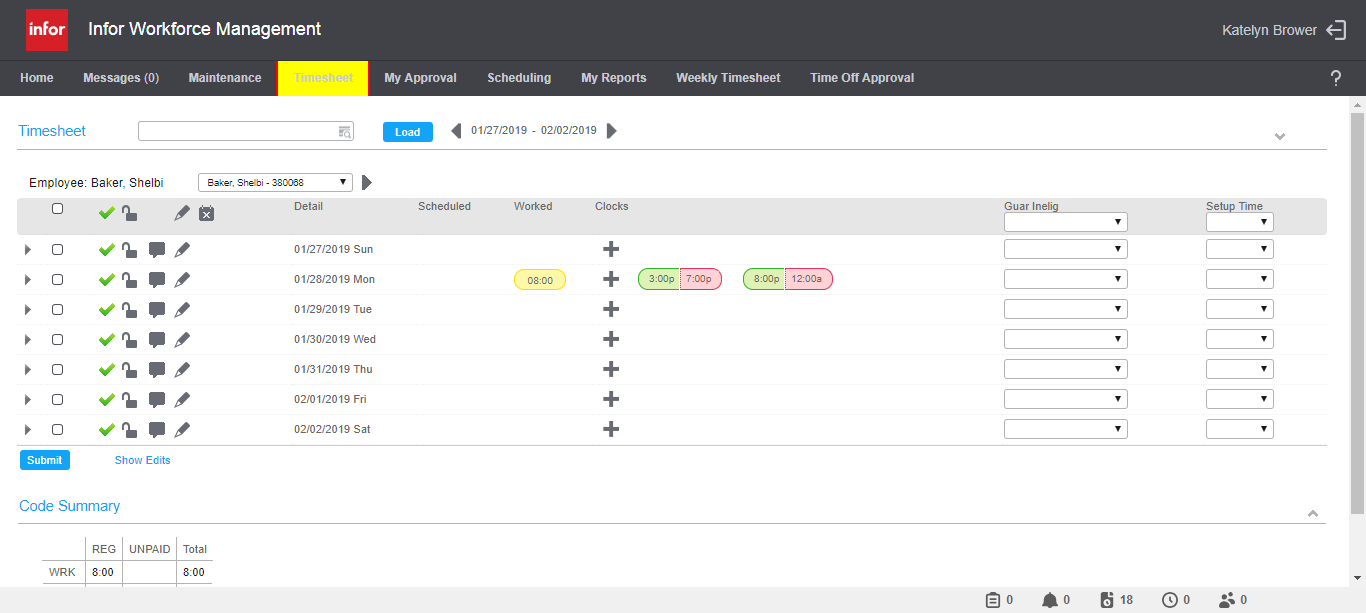 infor Infor Workforce Management Katelyn Brower
Home Messages (0) Maintenance Timesheet My Approval Scheduling My Reports Weekly Timesheet Time Off Approval ?
Timesheet Load 01/27/2019 - 02/02/2019
Employee: Baker, Shelbi Baker, Shelbi - 380068
Detail Scheduled Worked Clocks Guar Inelig Setup Time
01/27/2019 Sun
01/28/2019 Mon 08:00 3:00p 7:00p 8:00p 12:00a
01/29/2019 Tue
01/30/2019 Wed
01/31/2019 Thu
02/01/2019 Fri
02/02/2019 Sat
Submit Show Edits
Code Summary
REG UNPAID Total
WRK 8:00 8:00
0 0 18 0 0